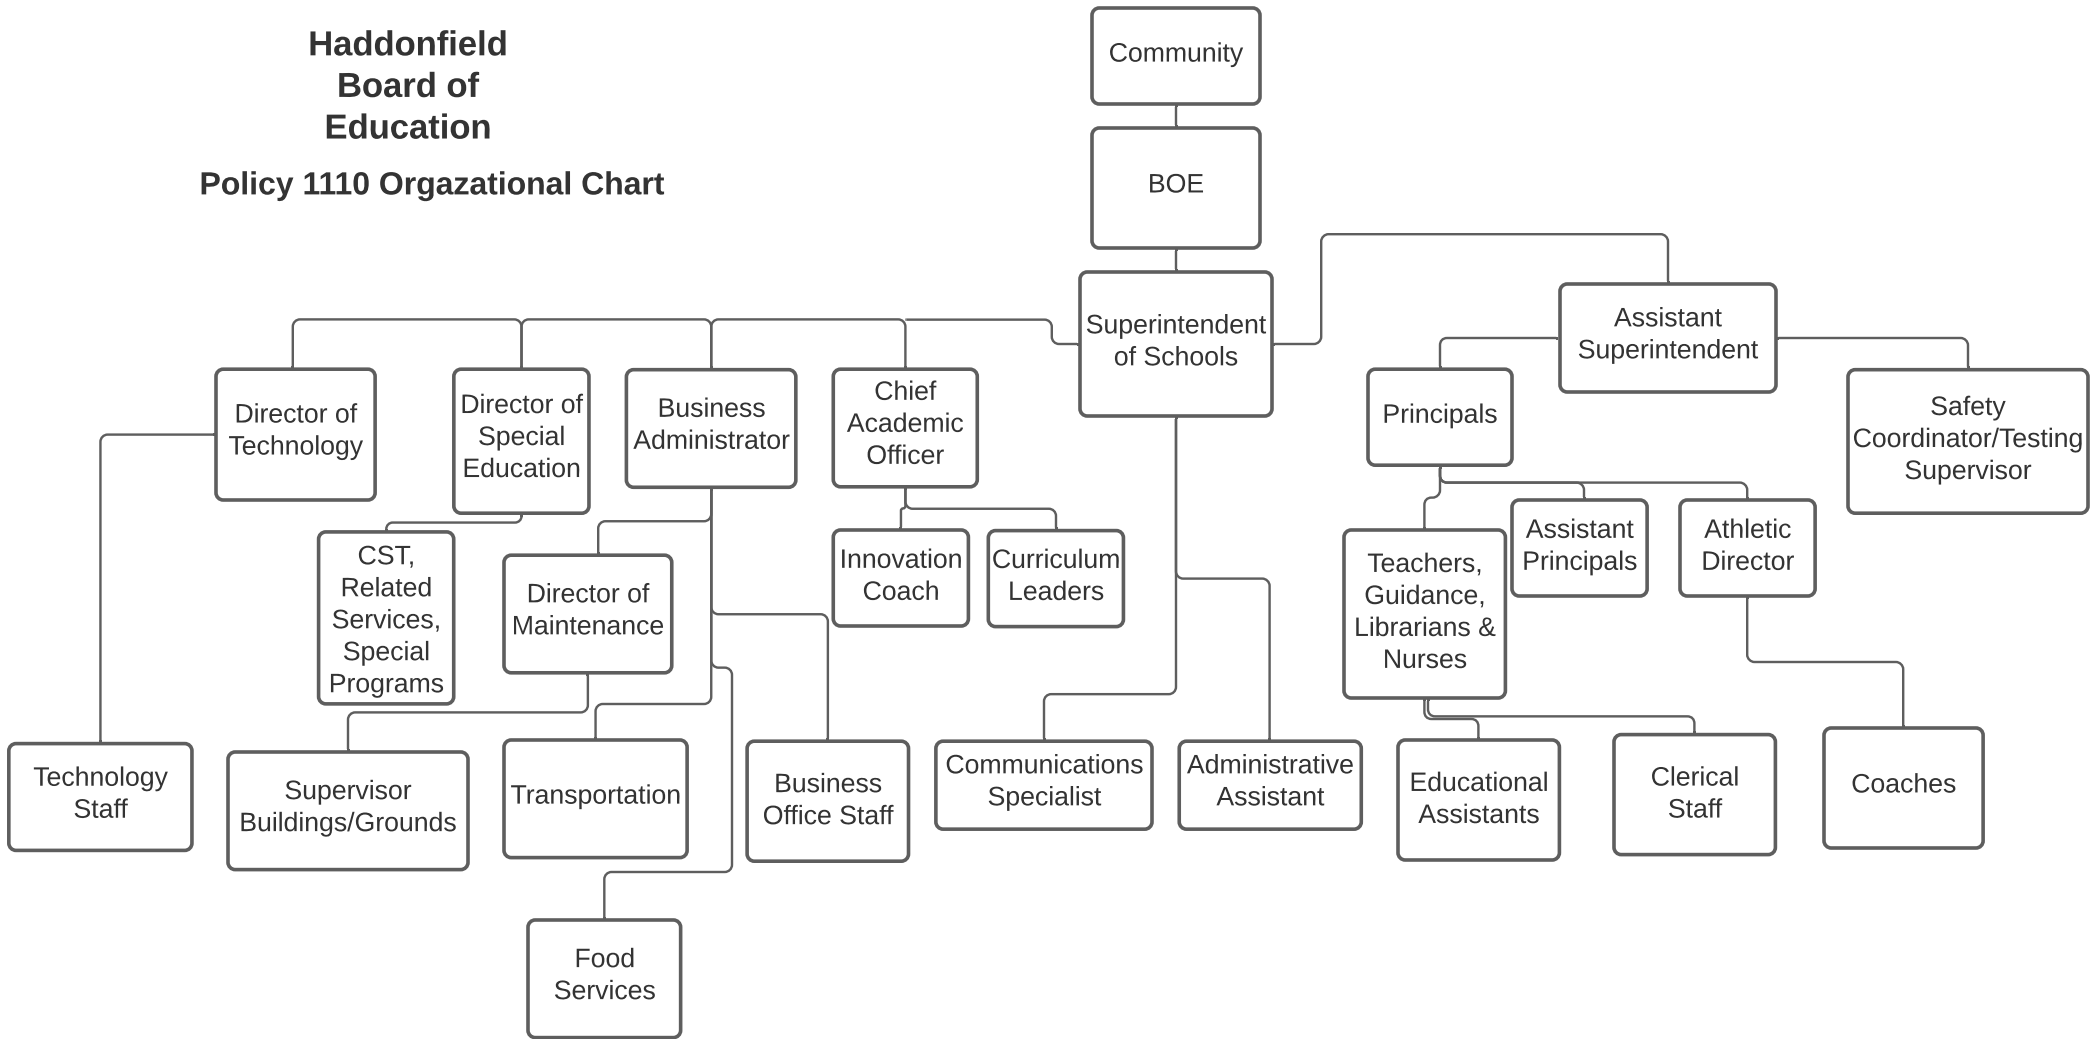 Haddonfield
Board of
Education
Policy 1110 Orgazational Chart
Community
BOE
Superintendent
of Schools
Assistant
Superintendent
Director of
Technology
Director of
Special
Education
Business
Administrator
Chief
Academic
Officer
Principals
Safety
Coordinator/Testing
Supervisor
CST,
Related
Services,
Special
Programs
Director of
Maintenance
Innovation
Coach
Curriculum
Leaders
Teachers,
Guidance,
Librarians &
Nurses
Assistant
Principals
Athletic
Director
Technology
Staff
Supervisor
Buildings/Grounds
Transportation
Business
Office Staff
Communications
Specialist
Administrative
Assistant
Educational
Assistants
Clerical
Staff
Coaches
Food
Services